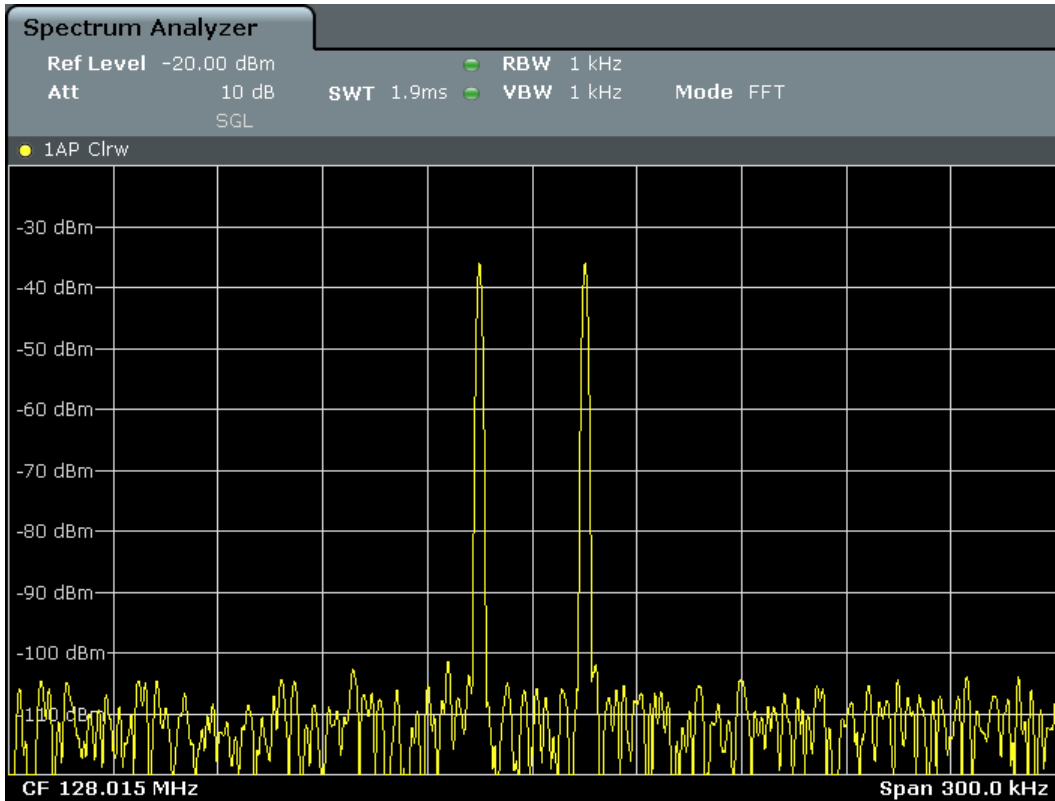 Spectrum Analyzer
Ref Level -20.00 dBm RBW 1 kHz
Att 10 dB SWT 1.9ms VBW 1 kHz Mode FFT
SGL
1AP Clrw
-30 dBm
-40 dBm
-50 dBm
-60 dBm
-70 dBm
-80 dBm
-90 dBm
-100 dBm
-110 dBm
CF 128.015 MHz Span 300.0 kHz